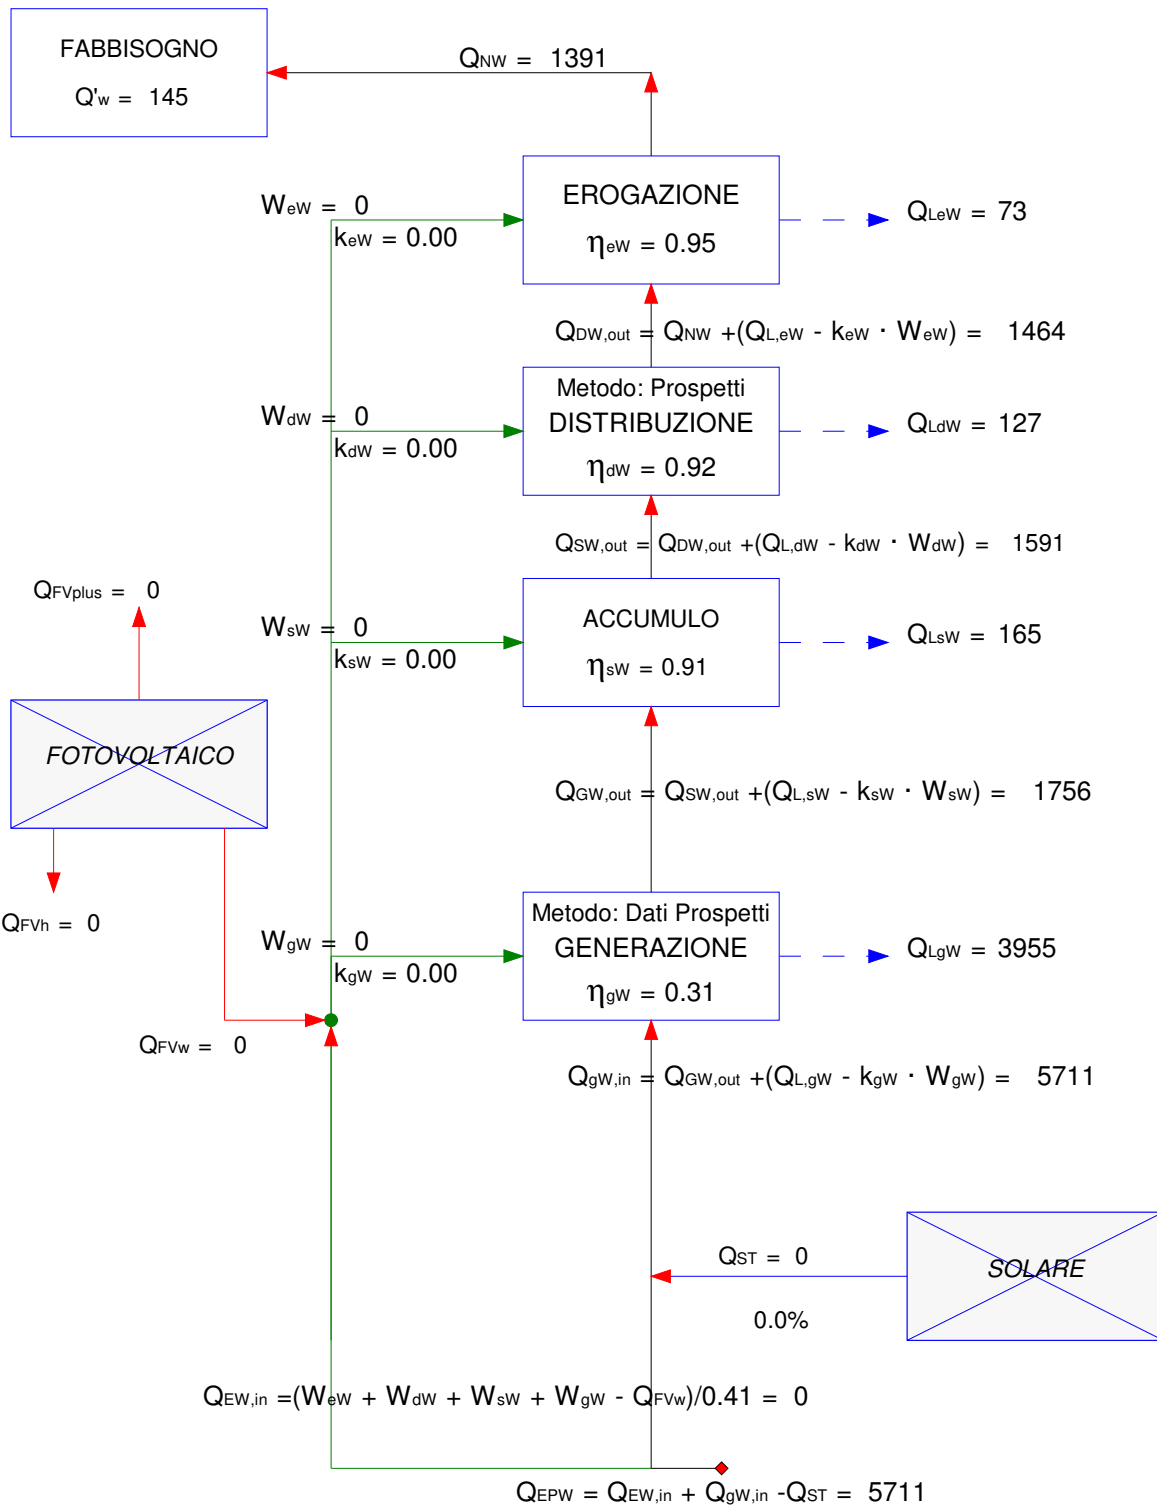 FABBISOGNO
Q'w = 145
QNW = 1391
EROGAZIONE
ηeW = 0.95
WeW = 0
keW = 0.00
QLeW = 73
QDW,out = QNW +(QL,eW - keW · WeW) = 1464
Metodo: Prospetti
DISTRIBUZIONE
ηdW = 0.92
WdW = 0
kdW = 0.00
QLdW = 127
QSW,out = QDW,out +(QL,dW - kdW · WdW) = 1591
QFVplus = 0
ACCUMULO
ηsW = 0.91
WsW = 0
ksW = 0.00
QLsW = 165
FOTOVOLTAICO
QGW,out = QSW,out +(QL,sW - ksW · WsW) = 1756
QFVh = 0
Metodo: Dati Prospetti
GENERAZIONE
ηgW = 0.31
WgW = 0
kgW = 0.00
QLgW = 3955
QFVw = 0
QgW,in = QGW,out +(QL,gW - kgW · WgW) = 5711
QST = 0
0.0%
SOLARE
QEW,in =(WeW + WdW + WsW + WgW - QFVw)/0.41 = 0
QEPW = QEW,in + QgW,in -QST = 5711